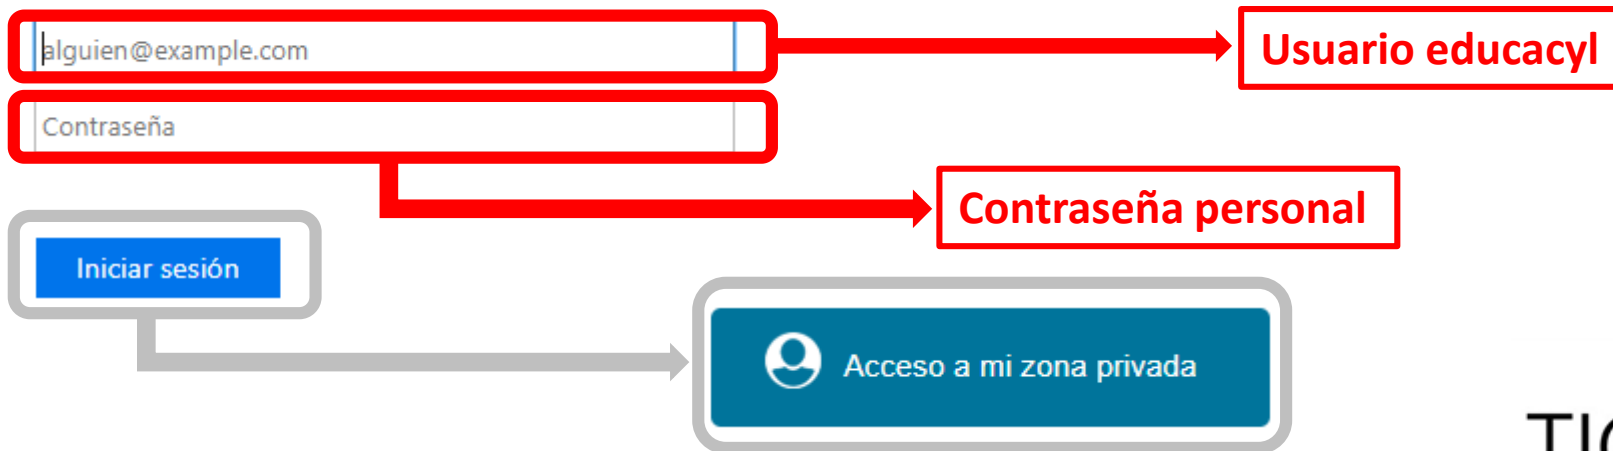 alguien@example.com
Usuario educacyl
Contraseña
Contraseña personal
Iniciar sesión
Acceso a mi zona privada